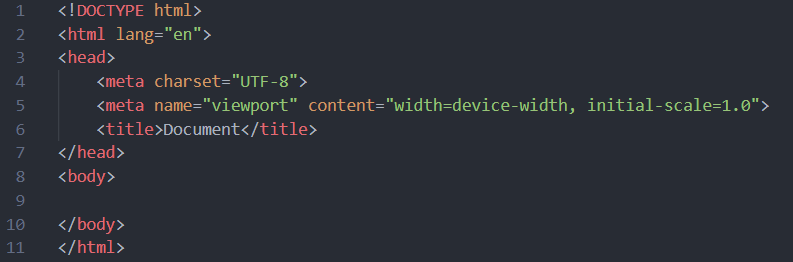 1 <!DOCTYPE html>
2 <html lang="en">
3 <head>
4     <meta charset="UTF-8">
5     <meta name="viewport" content="width=device-width, initial-scale=1.0">
6     <title>Document</title>
7 </head>
8 <body>
9
10 </body>
11 </html>